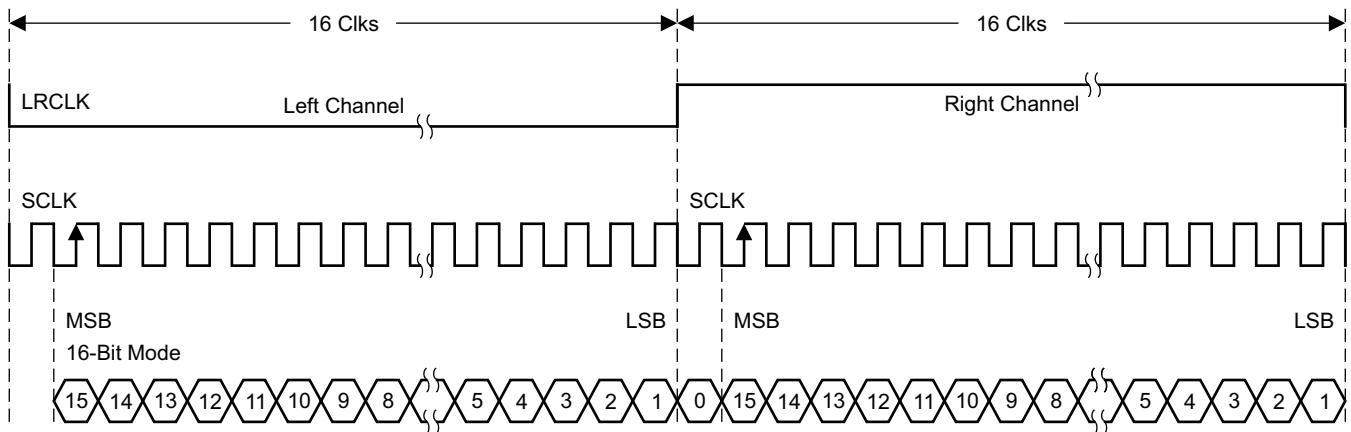 16 Clks 16 Clks
LRCLK Left Channel Right Channel
SCLK SCLK
MSB LSB MSB LSB
16-Bit Mode
15 14 13 12 11 10 9 8 5 4 3 2 1 0 15 14 13 12 11 10 9 8 5 4 3 2 1